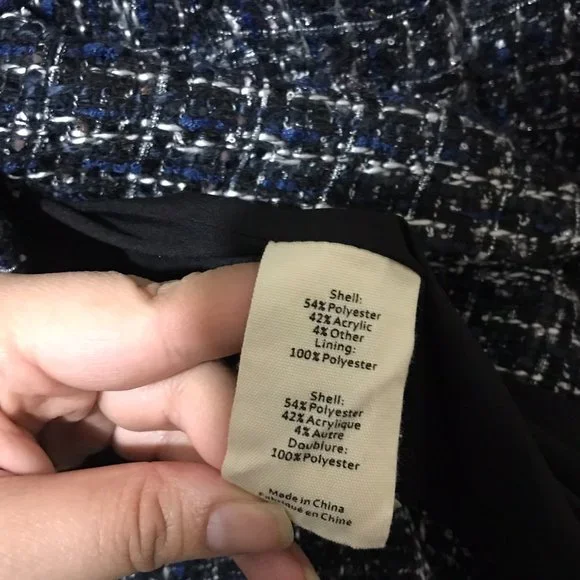 Shell:
54% Polyester
42% Acrylic
4% Other
Lining:
100% Polyester
Shell:
54% Polyester
42% Acrylique
4% Autre
Doublure:
100% Polyester
Made in China
Fabriqué en Chine